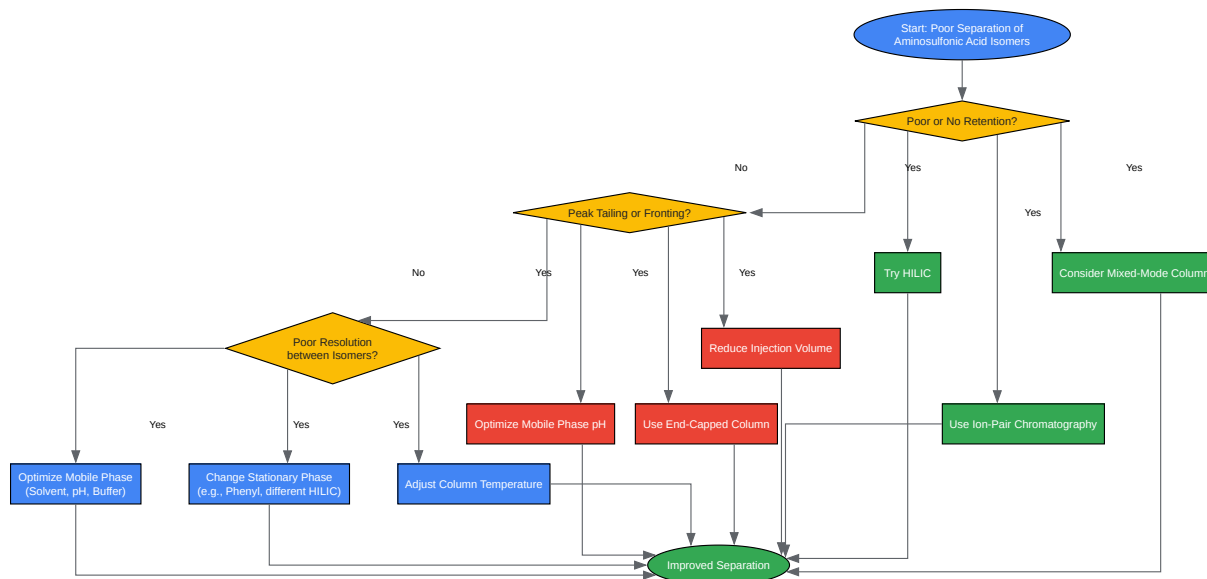 Start: Poor Separation of
Aminosulfonic Acid Isomers
Poor or No Retention?
No
Yes
Yes
Peak Tailing or Fronting?
Yes
No
Yes
Yes
Yes
Try HILIC
Consider Mixed-Mode Column
Poor Resolution
between Isomers?
Reduce Injection Volume
Optimize Mobile Phase pH
Use End-Capped Column
Use Ion-Pair Chromatography
Yes
Yes
Yes
Optimize Mobile Phase
(Solvent, pH, Buffer)
Change Stationary Phase
(e.g., Phenyl, different HILIC)
Adjust Column Temperature
Improved Separation